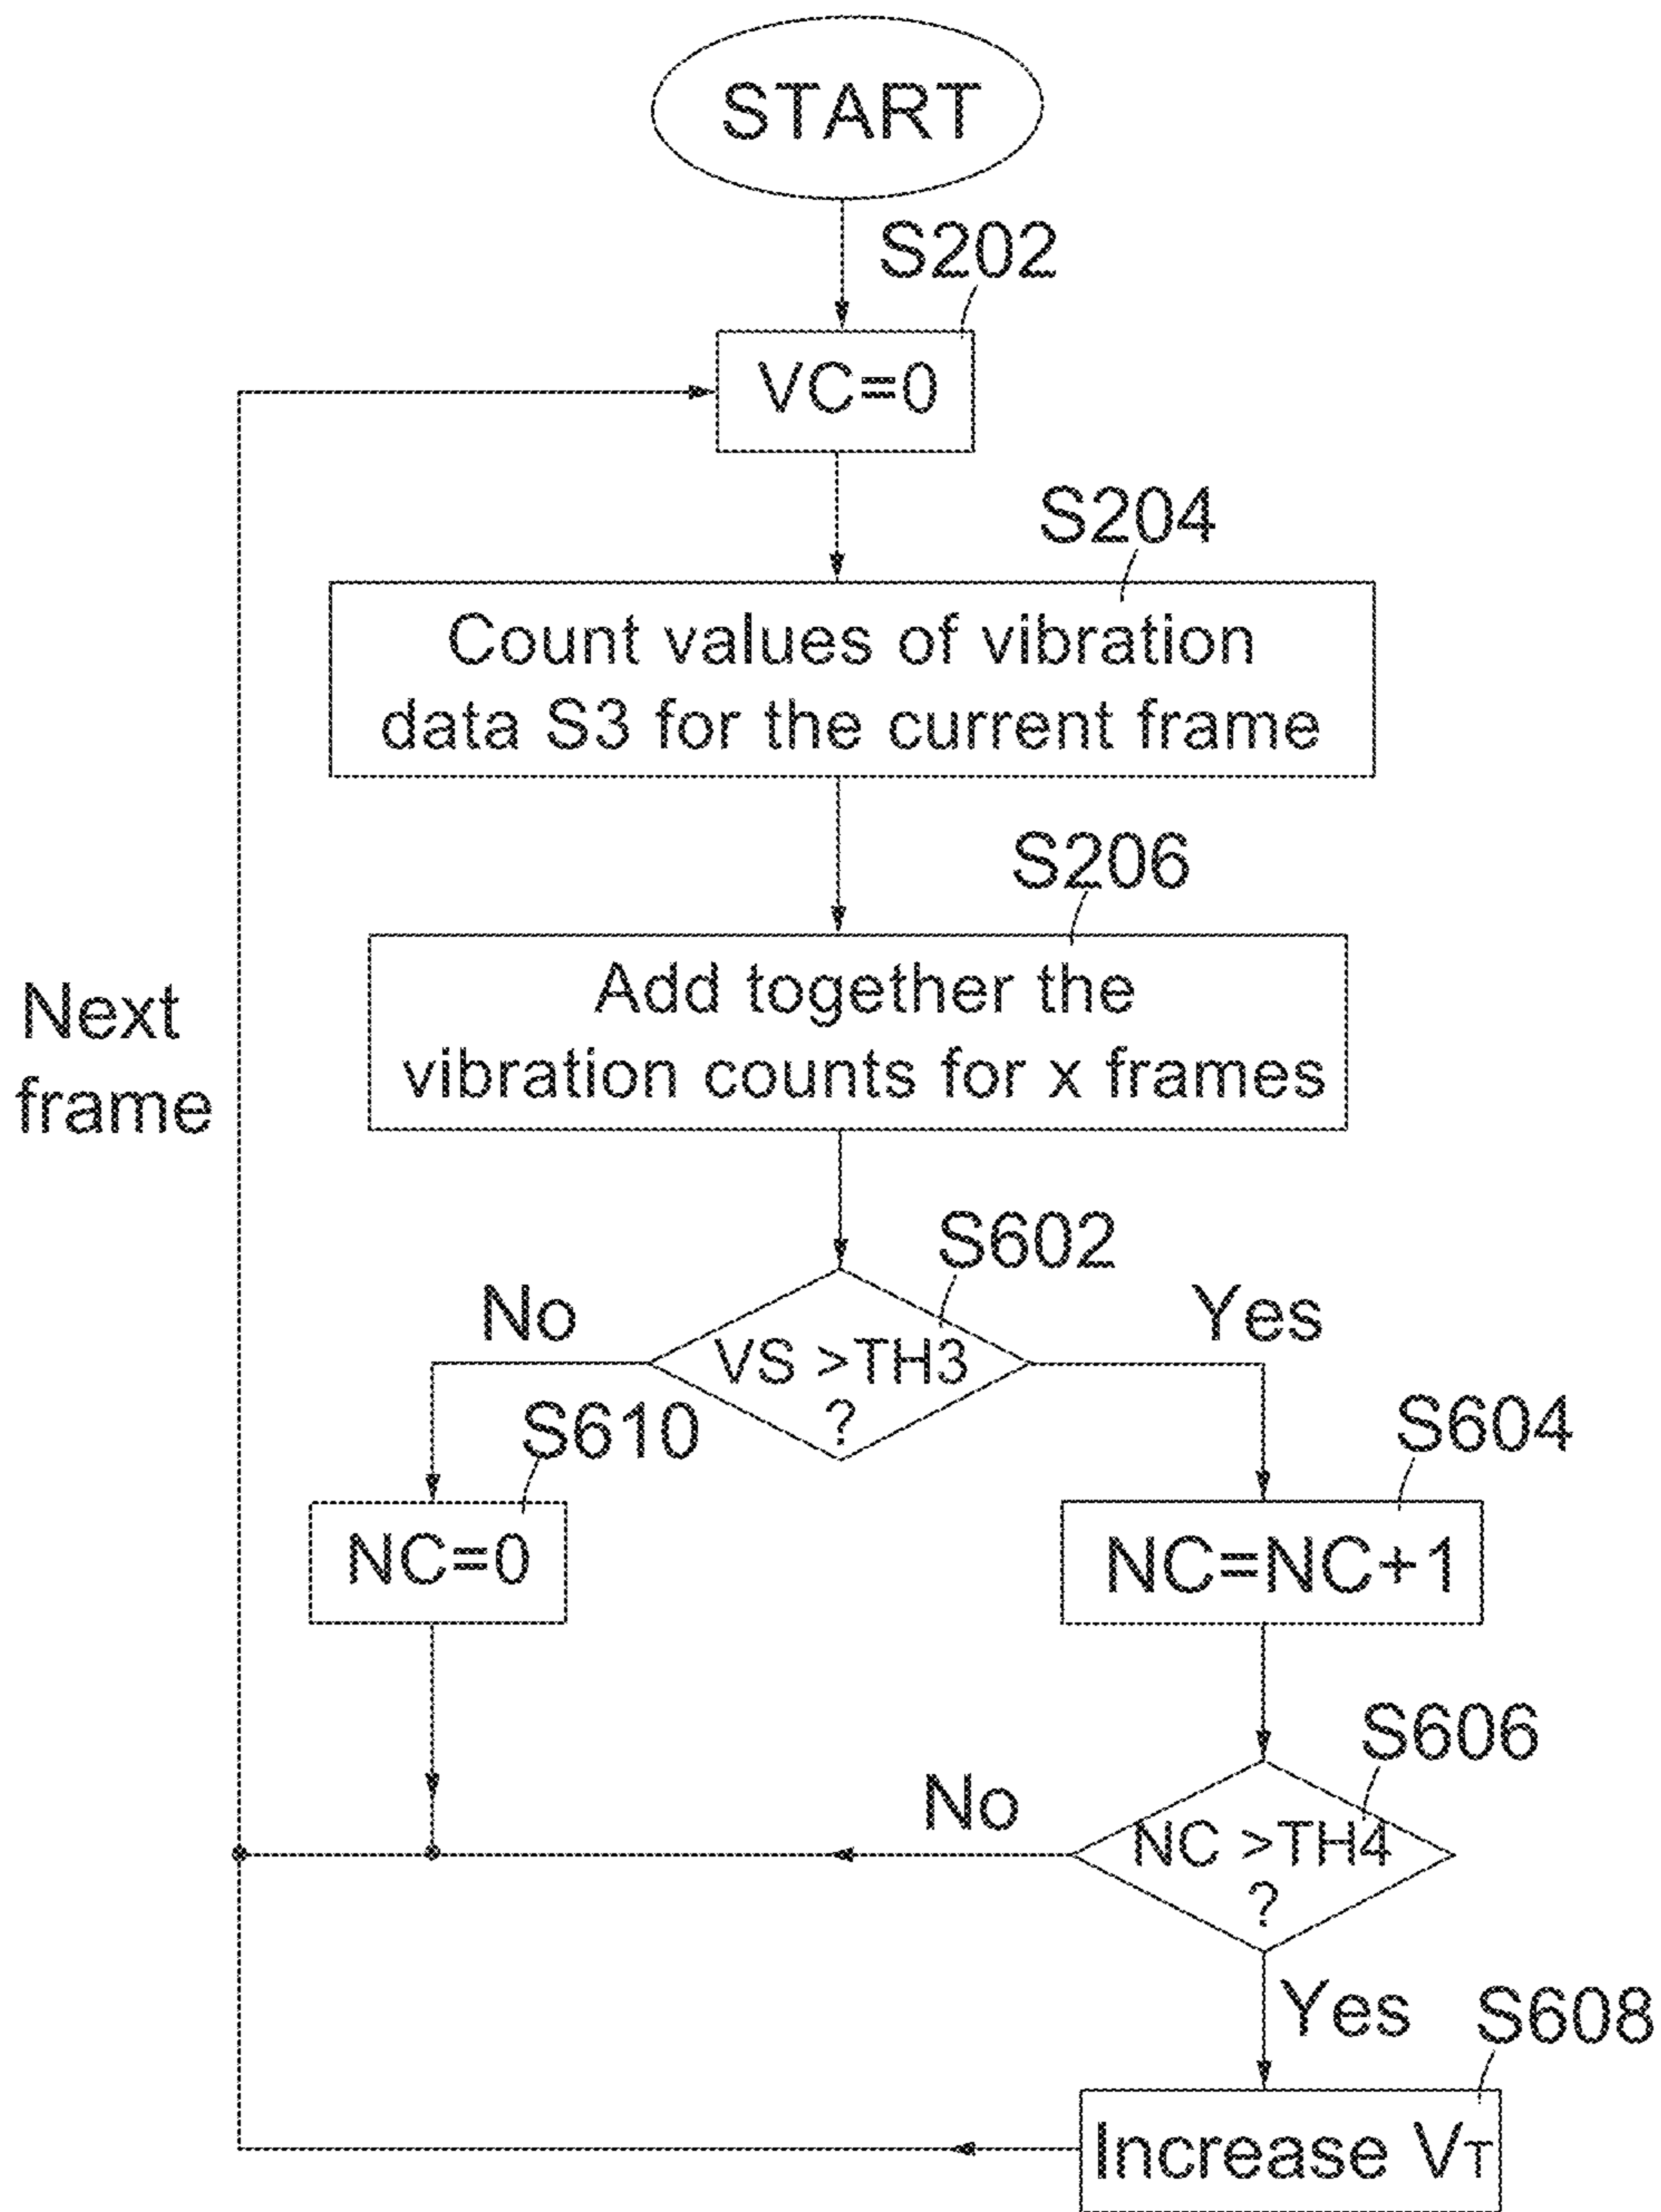 START
S202
VC=0
S204
Count values of vibration
data S3 for the current frame
S206
Add together the
vibration counts for x frames
Next
frame
S602
No
Yes
VS >TH3
?
S610
S604
NC=0
NC=NC+1
S606
No
NC >TH4
?
Yes
S608
Increase VT